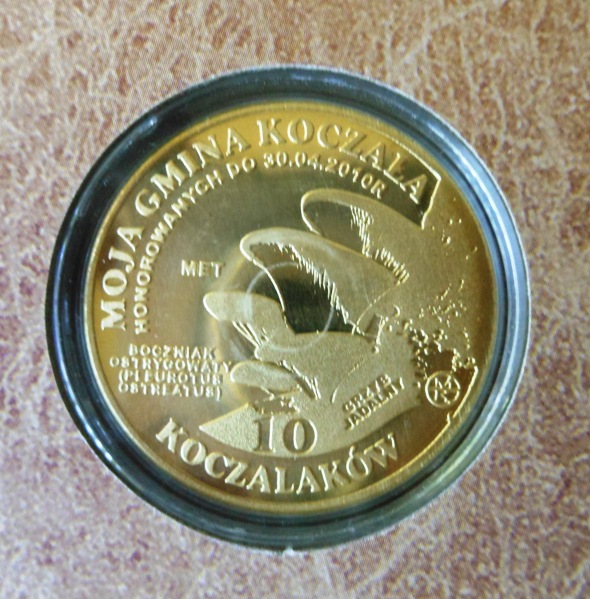 MOJA GMINA KOCZAŁA
HONOROWANYCH DO 30.04.2010R
MET
BOCZNIAK
OSTRYGOWATY
(PLEUROTUS
OSTREATUS)
GRZYB
JADALNY
10
KOCZALAKÓW